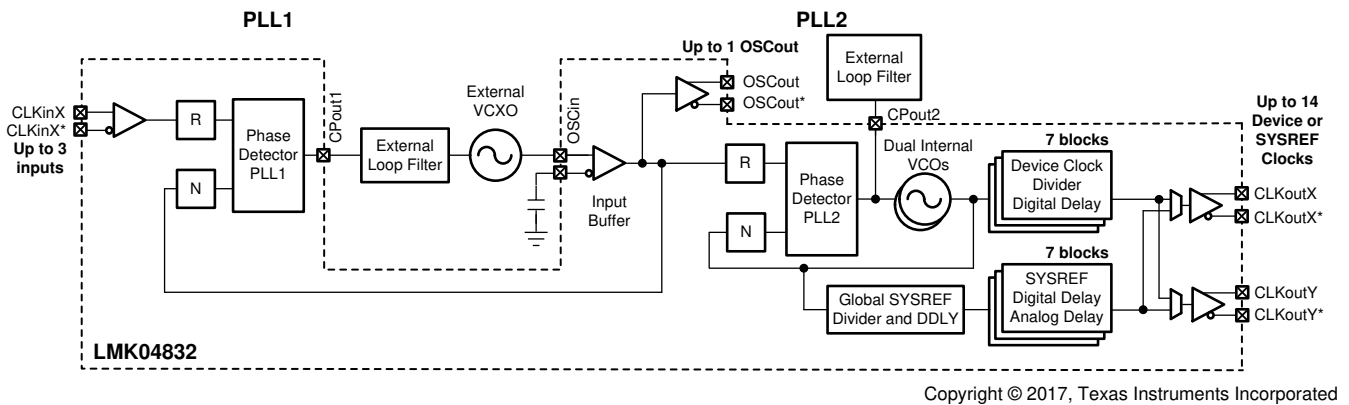 PLL1
PLL2
Up to 1 OSCout
CLKinX
CLKinX*
Up to 3
inputs
R
N
Phase
Detector
PLL1
CPout1
External
Loop Filter
External
VCXO
OSCin
Input
Buffer
OSCout
OSCout*
External
Loop Filter
CPout2
R
N
Phase
Detector
PLL2
Dual Internal
VCOs
7 blocks
Device Clock
Divider
Digital Delay
7 blocks
SYSREF
Digital Delay
Analog Delay
Global SYSREF
Divider and DDLY
Up to 14
Device or
SYSREF
Clocks
CLKoutX
CLKoutX*
CLKoutY
CLKoutY*
LMK04832
Copyright © 2017, Texas Instruments Incorporated